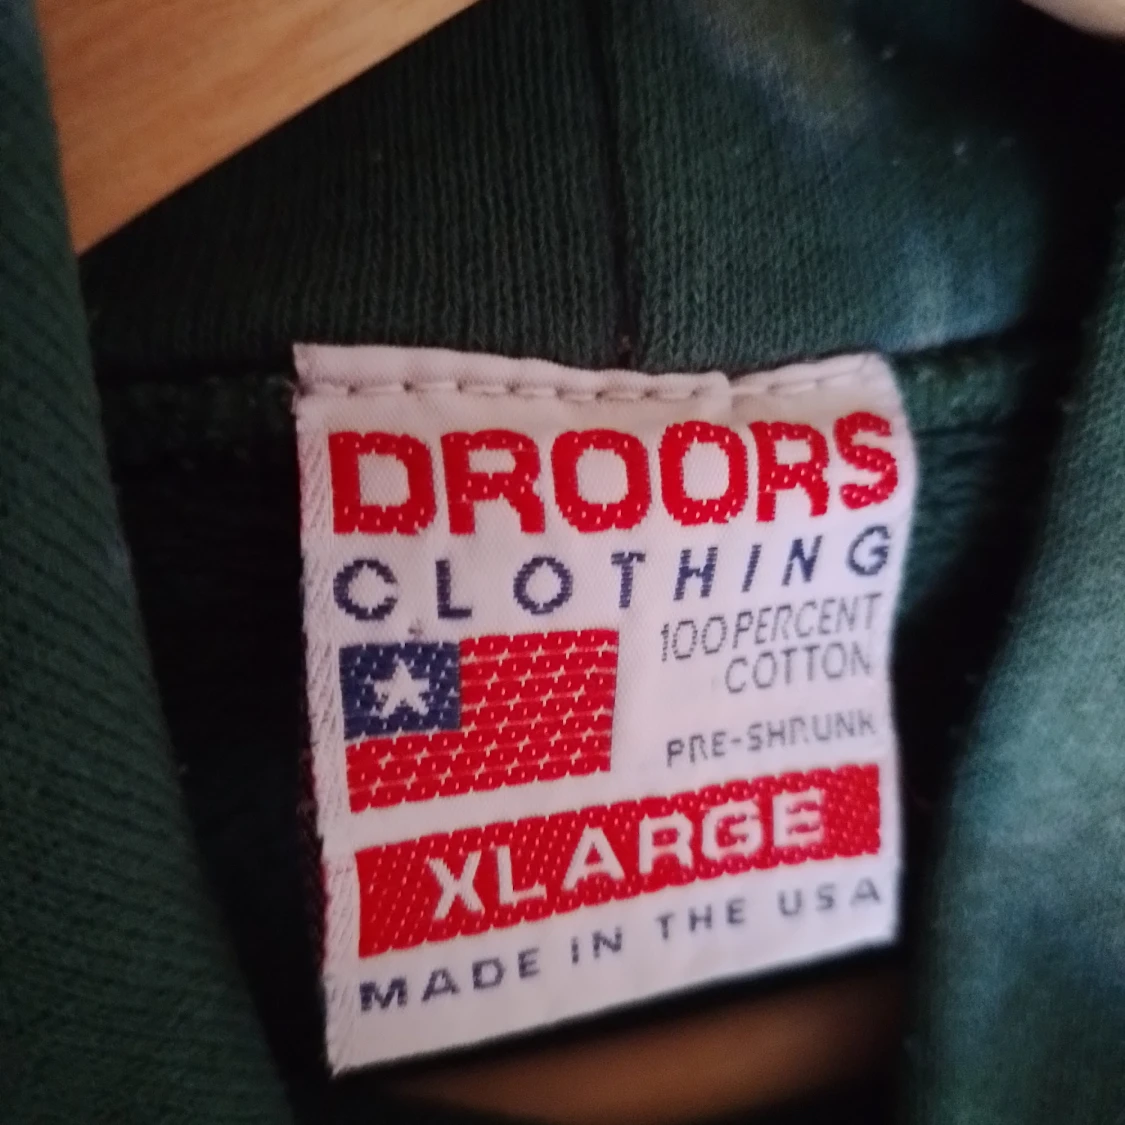 DROORS
CLOTHING
100 PERCENT
COTTON
PRE-SHRUNK
XLARGE
MADE IN THE USA